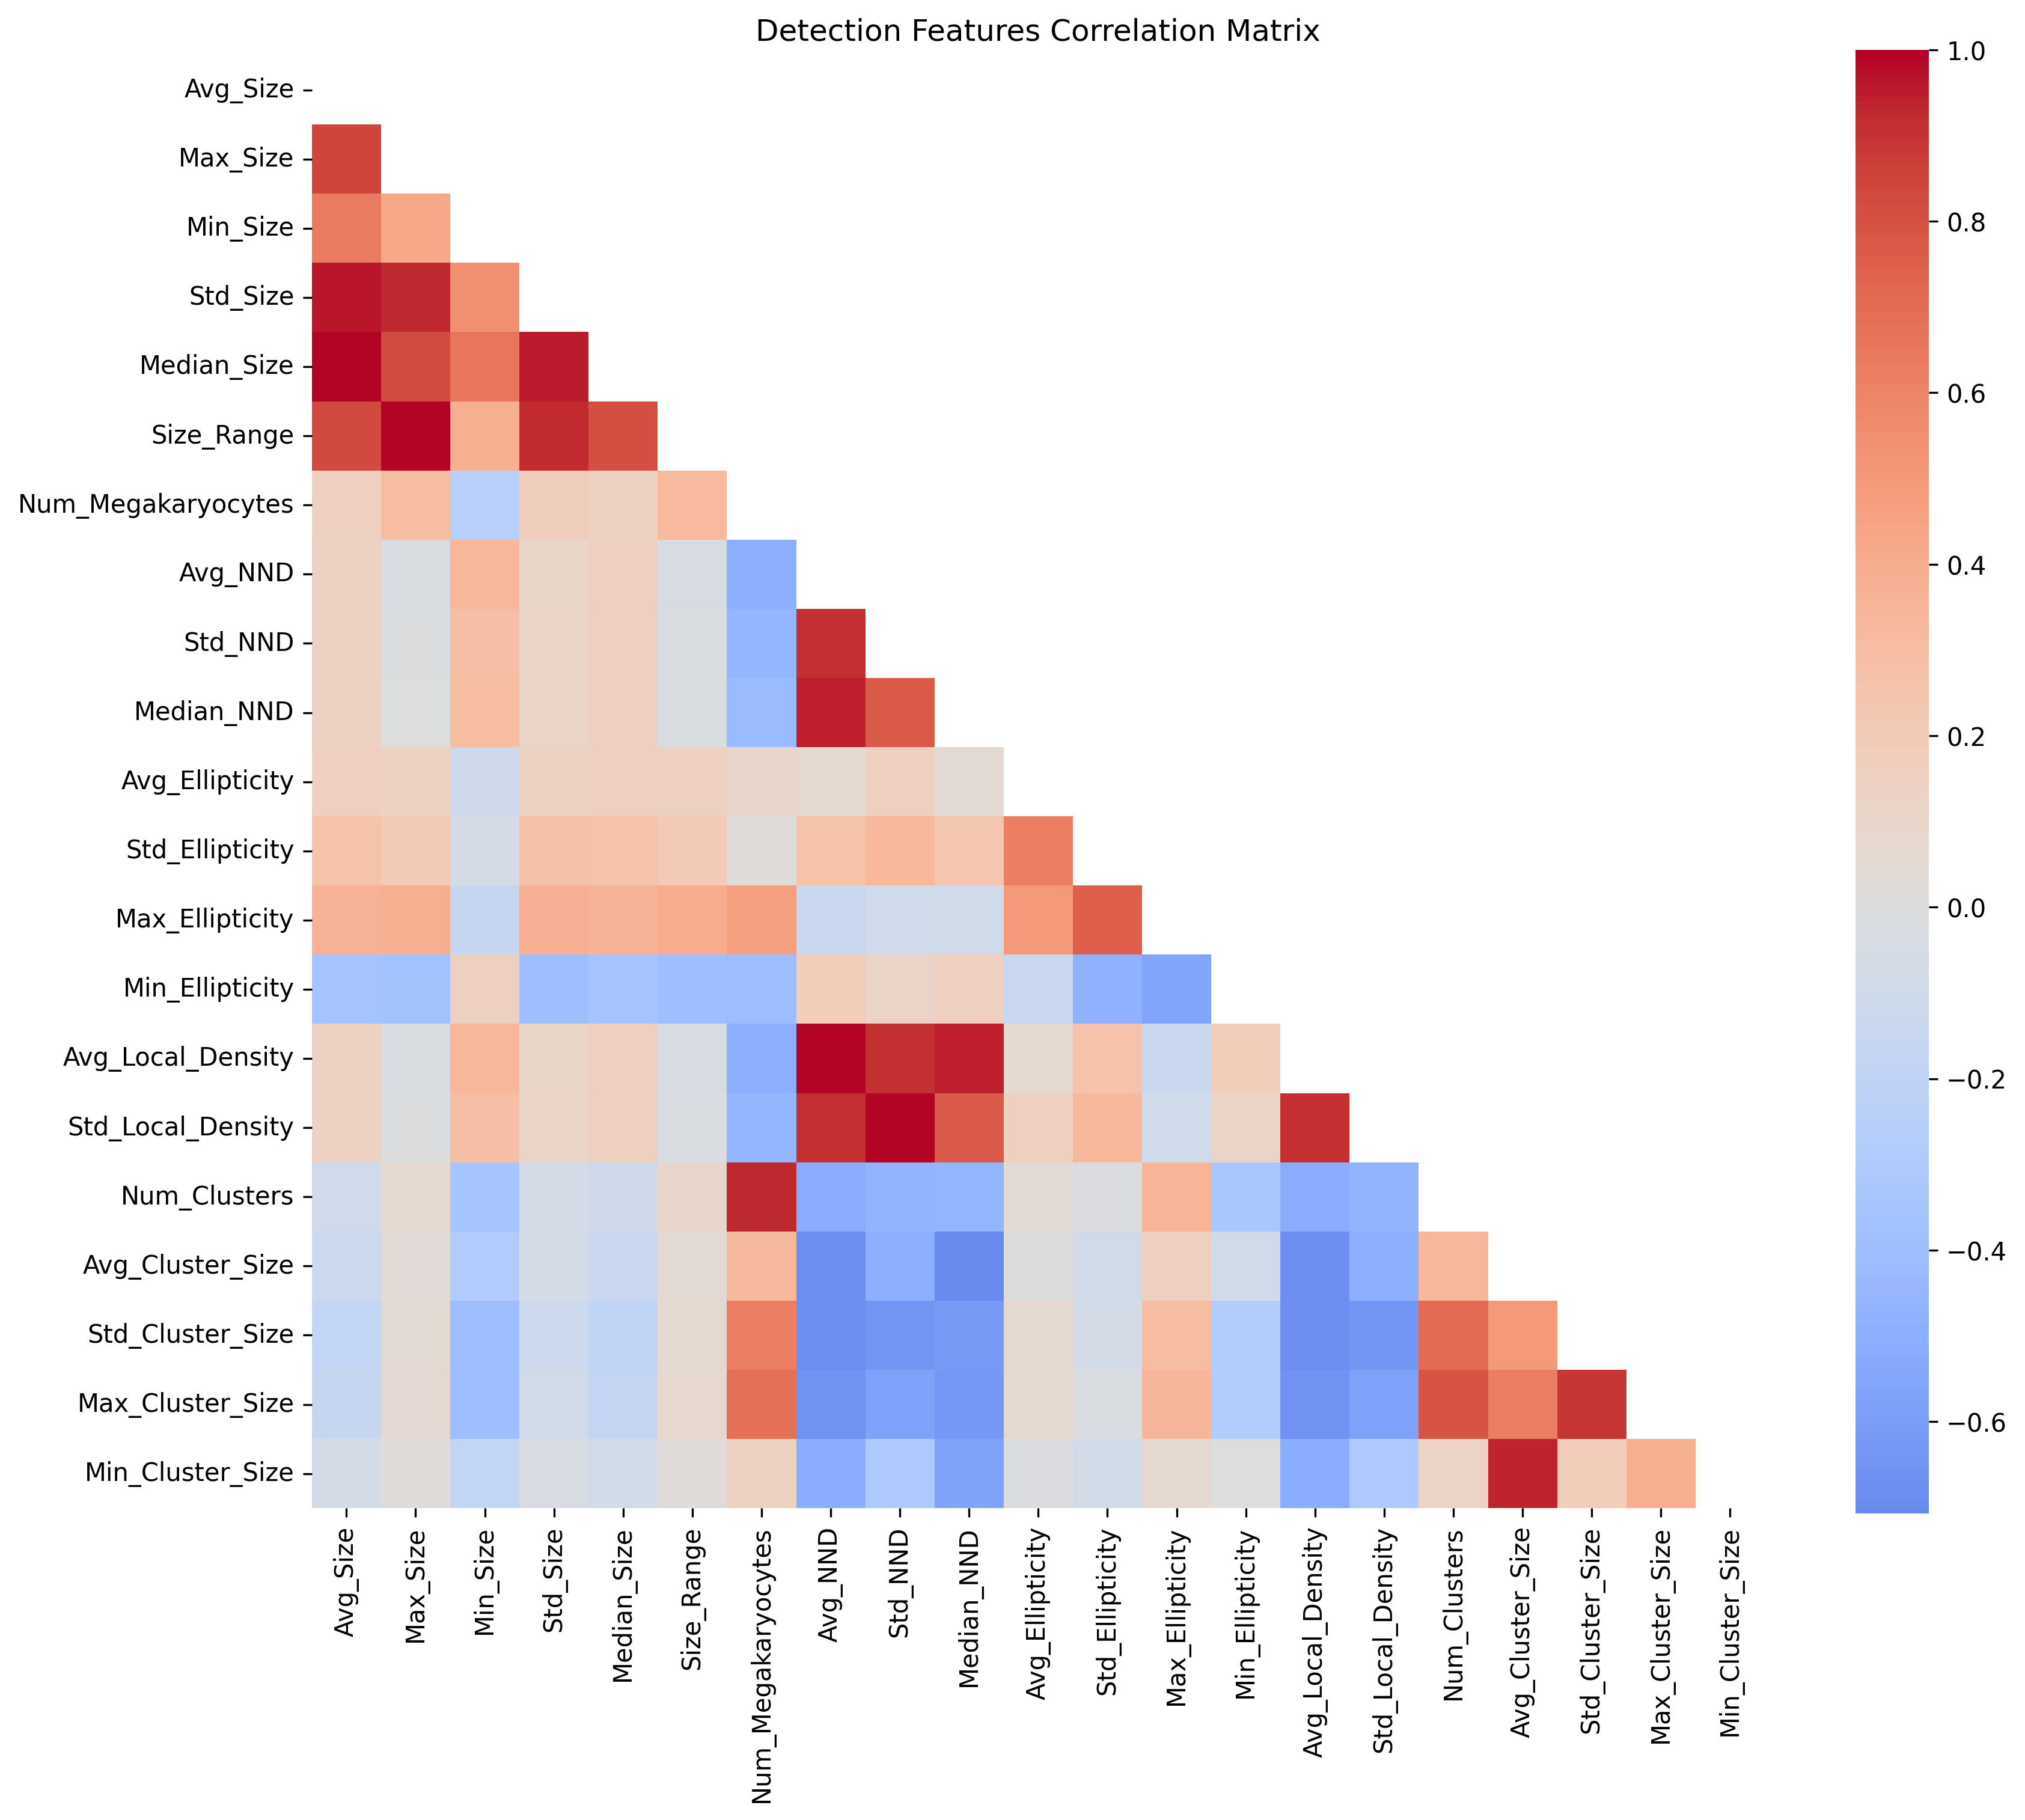 Detection Features Correlation Matrix
Avg_Size
Max_Size
Min_Size
Std_Size
Median_Size
Size_Range
Num_Megakaryocytes
Avg_NND
Std_NND
Median_NND
Avg_Ellipticity
Std_Ellipticity
Max_Ellipticity
Min_Ellipticity
Avg_Local_Density
Std_Local_Density
Num_Clusters
Avg_Cluster_Size
Std_Cluster_Size
Max_Cluster_Size
Min_Cluster_Size
Avg_Size
Max_Size
Min_Size
Std_Size
Median_Size
Size_Range
Num_Megakaryocytes
Avg_NND
Std_NND
Median_NND
Avg_Ellipticity
Std_Ellipticity
Max_Ellipticity
Min_Ellipticity
Avg_Local_Density
Std_Local_Density
Num_Clusters
Avg_Cluster_Size
Std_Cluster_Size
Max_Cluster_Size
Min_Cluster_Size
1.0
0.8
0.6
0.4
0.2
0.0
−0.2
−0.4
−0.6